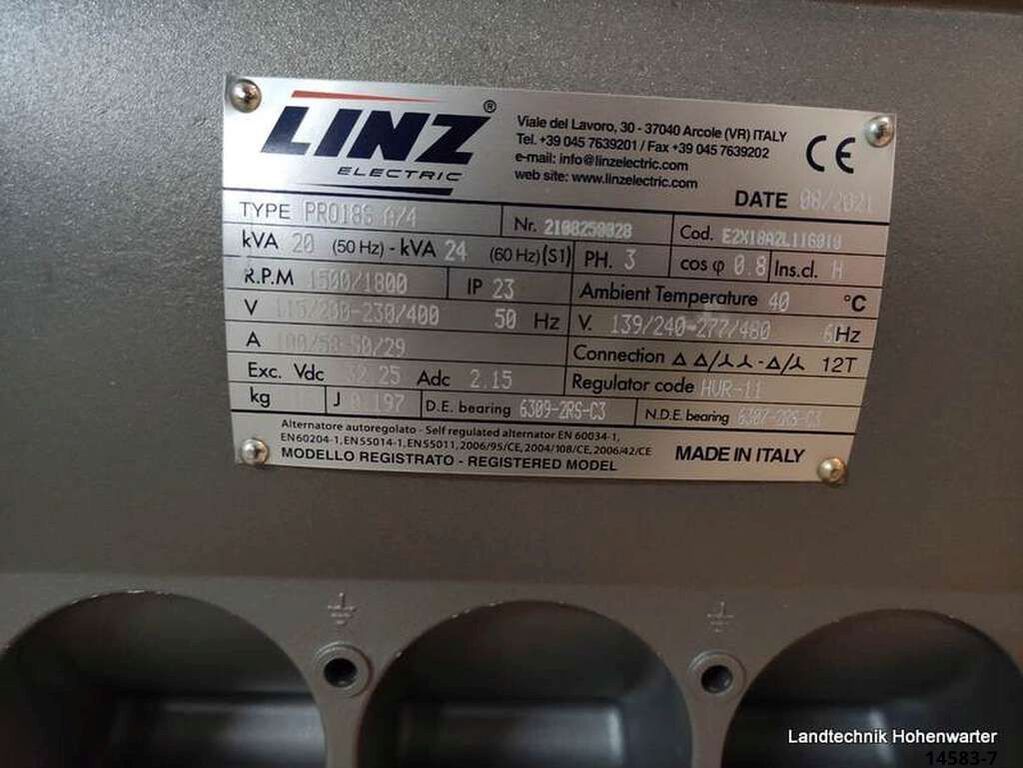 LINZ ®
ELECTRIC
Viale del Lavoro, 30 - 37040 Arcole (VR) ITALY
Tel. +39 045 7639201 / Fax +39 045 7639202
e-mail: info@linzelectric.com
web site: www.linzelectric.com
CE
DATE 08/2021
TYPE PRO18S A/4 Nr. 2108250028 Cod. E2X18A2L116010
kVA 20 (50 Hz) - kVA 24 (60 Hz) (S1) PH. 3 cos φ 0.8 Ins.cl. H
R.P.M 1500/1800 IP 23 Ambient Temperature 40 °C
V 115/200-230/400 50 Hz V. 139/240-277/480 6 Hz
A 100/58-50/29 Connection Δ Δ/⅄⅄-Δ/⅄ 12T
Exc. Vdc 32.25 Adc 2.15 Regulator code HVR-11
kg J 0.197 D.E. bearing 6309-2RS-C3 N.D.E. bearing 6307-2RS-C3
Alternatore autoregolato - Self regulated alternator EN 60034-1,
EN60204-1, EN55014-1, EN55011, 2006/95/CE, 2004/108/CE, 2006/42/CE
MODELLO REGISTRATO - REGISTERED MODEL MADE IN ITALY
Landtechnik Hohenwarter
14583-7